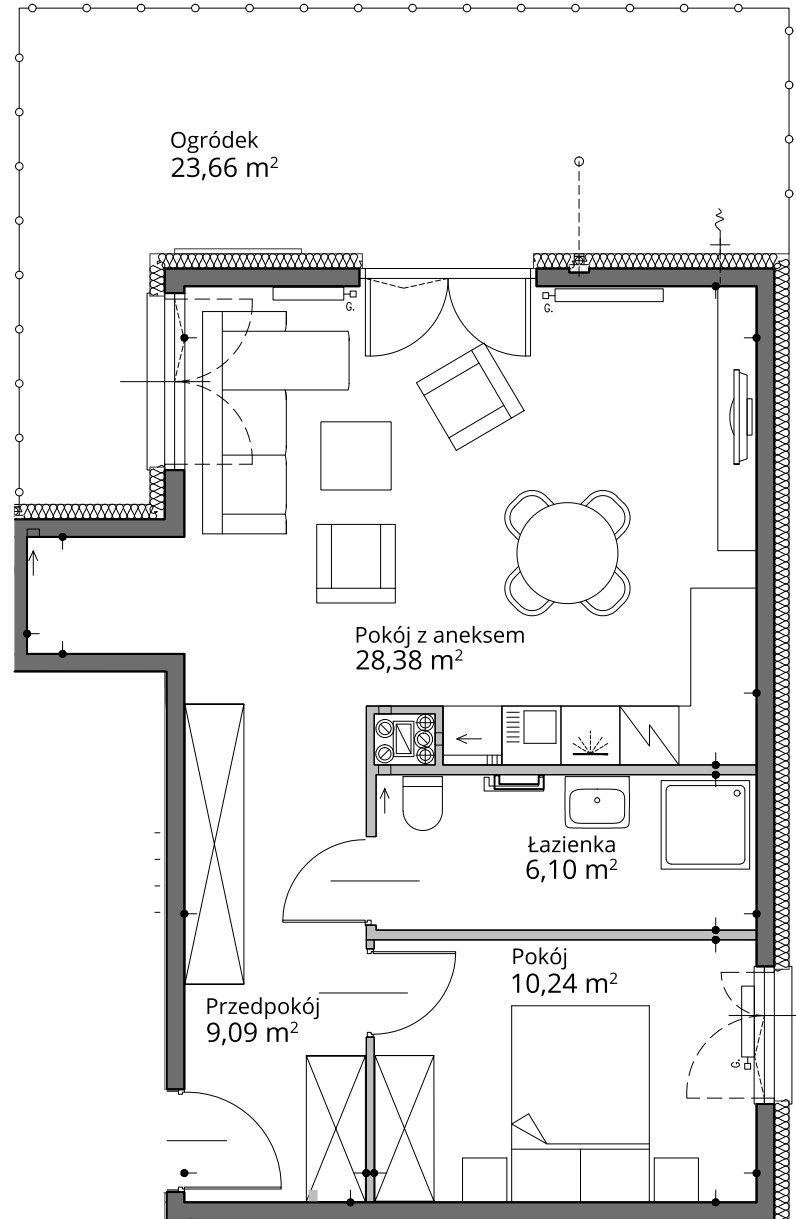 Ogródek
23,66 m²
G.
G.
Pokój z aneksem
28,38 m²
Łazienka
6,10 m²
Pokój
10,24 m²
Przedpokój
9,09 m²
G.